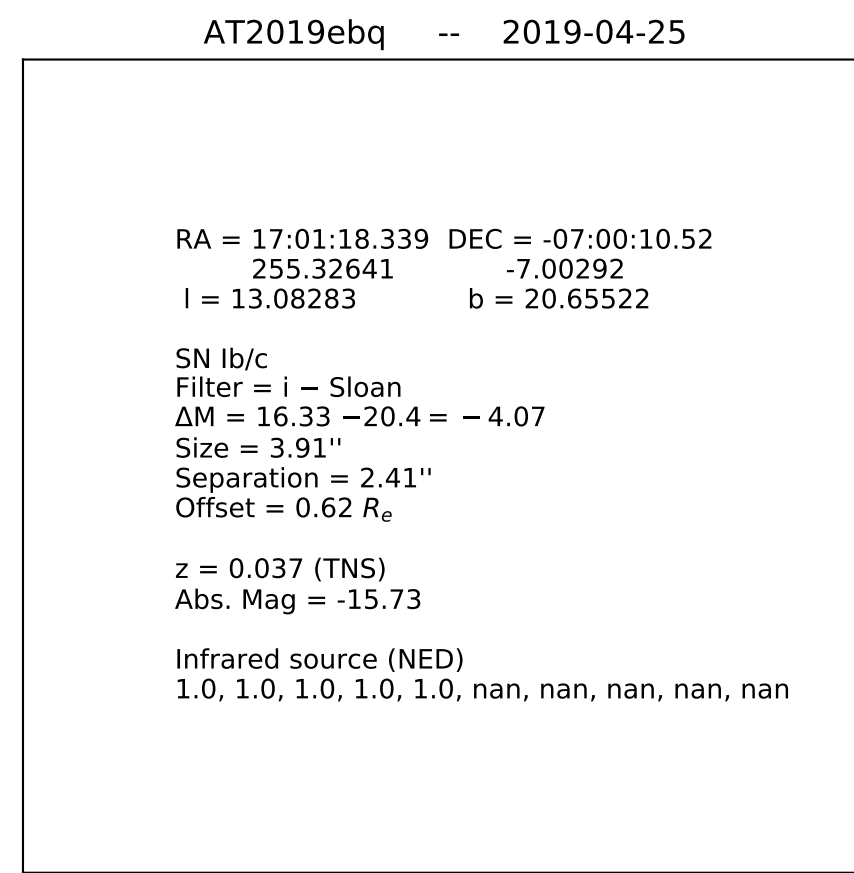 AT2019ebq -- 2019-04-25
RA = 17:01:18.339 DEC = -07:00:10.52
255.32641 -7.00292
l = 13.08283 b = 20.65522
SN Ib/c
Filter = i − Sloan
ΔM = 16.33 −20.4 = − 4.07
Size = 3.91''
Separation = 2.41''
Offset = 0.62 Rₑ
z = 0.037 (TNS)
Abs. Mag = -15.73
Infrared source (NED)
1.0, 1.0, 1.0, 1.0, 1.0, nan, nan, nan, nan, nan